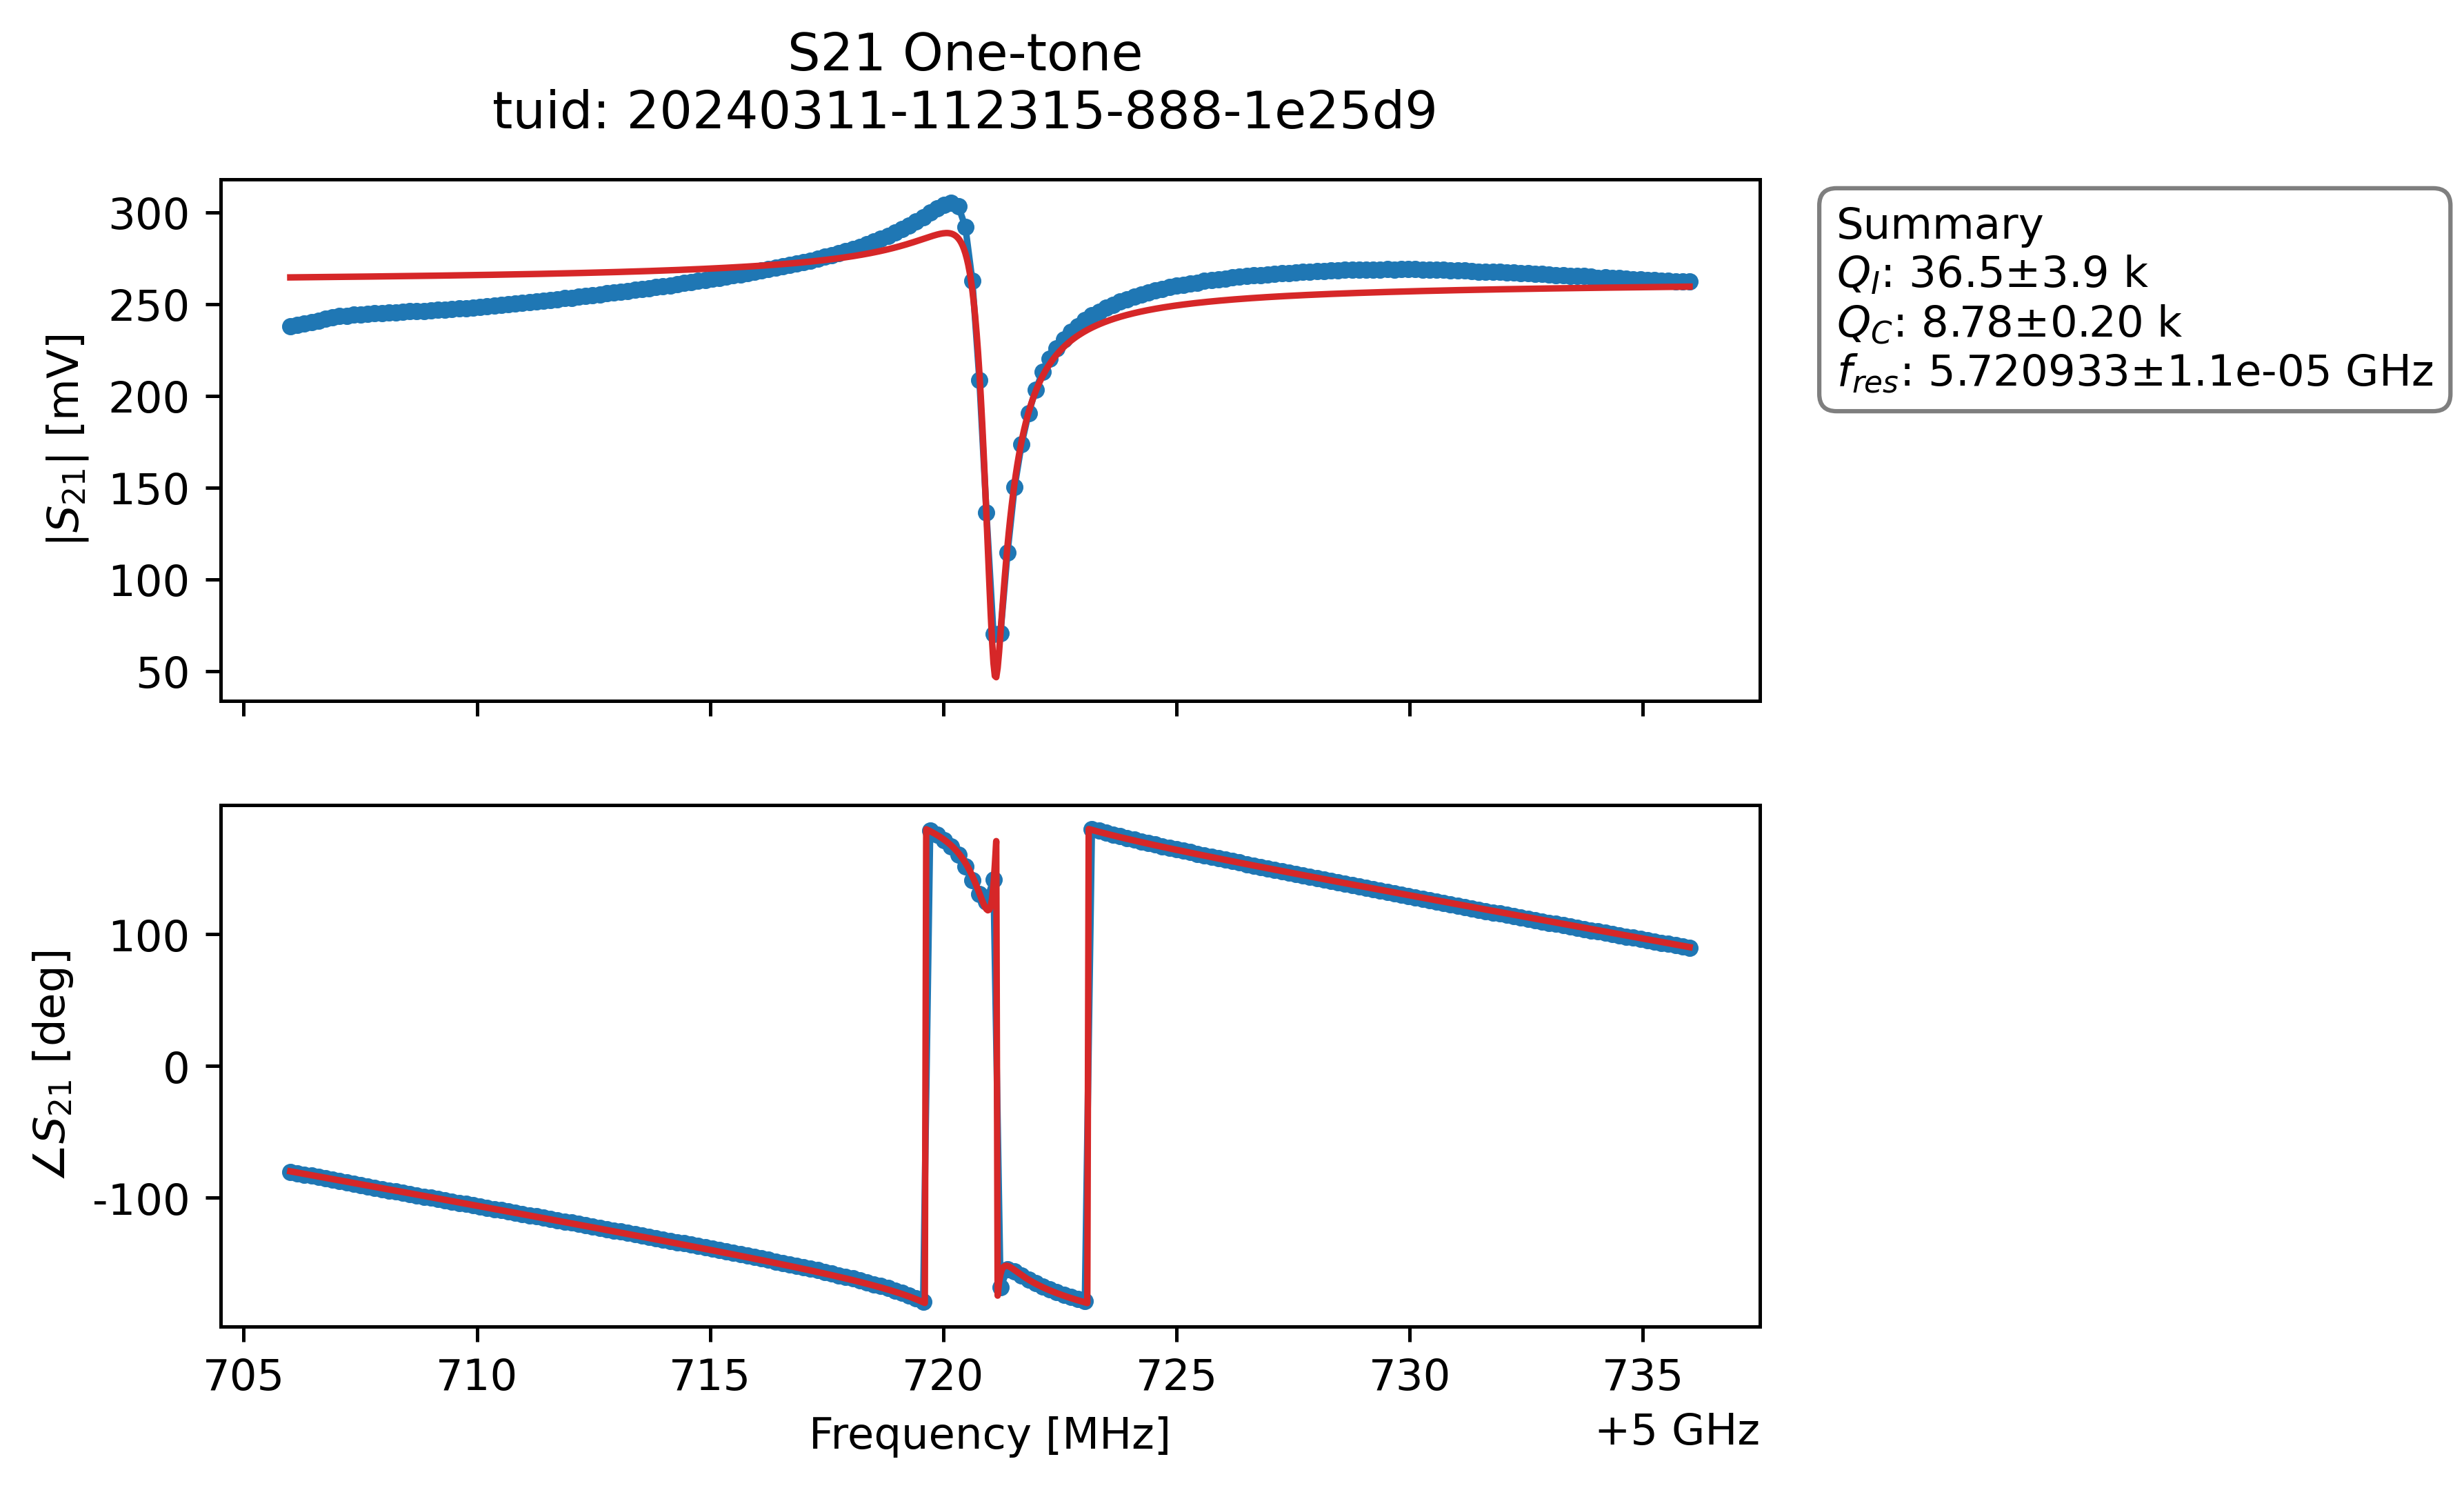 S21 One-tone
tuid: 20240311-112315-888-1e25d9
|S21| [mV]
300
250
200
150
100
50
Summary
QI: 36.5±3.9 k
QC: 8.78±0.20 k
fres: 5.720933±1.1e-05 GHz
∠S21 [deg]
100
0
-100
705 710 715 720 725 730 735
Frequency [MHz]
+5 GHz